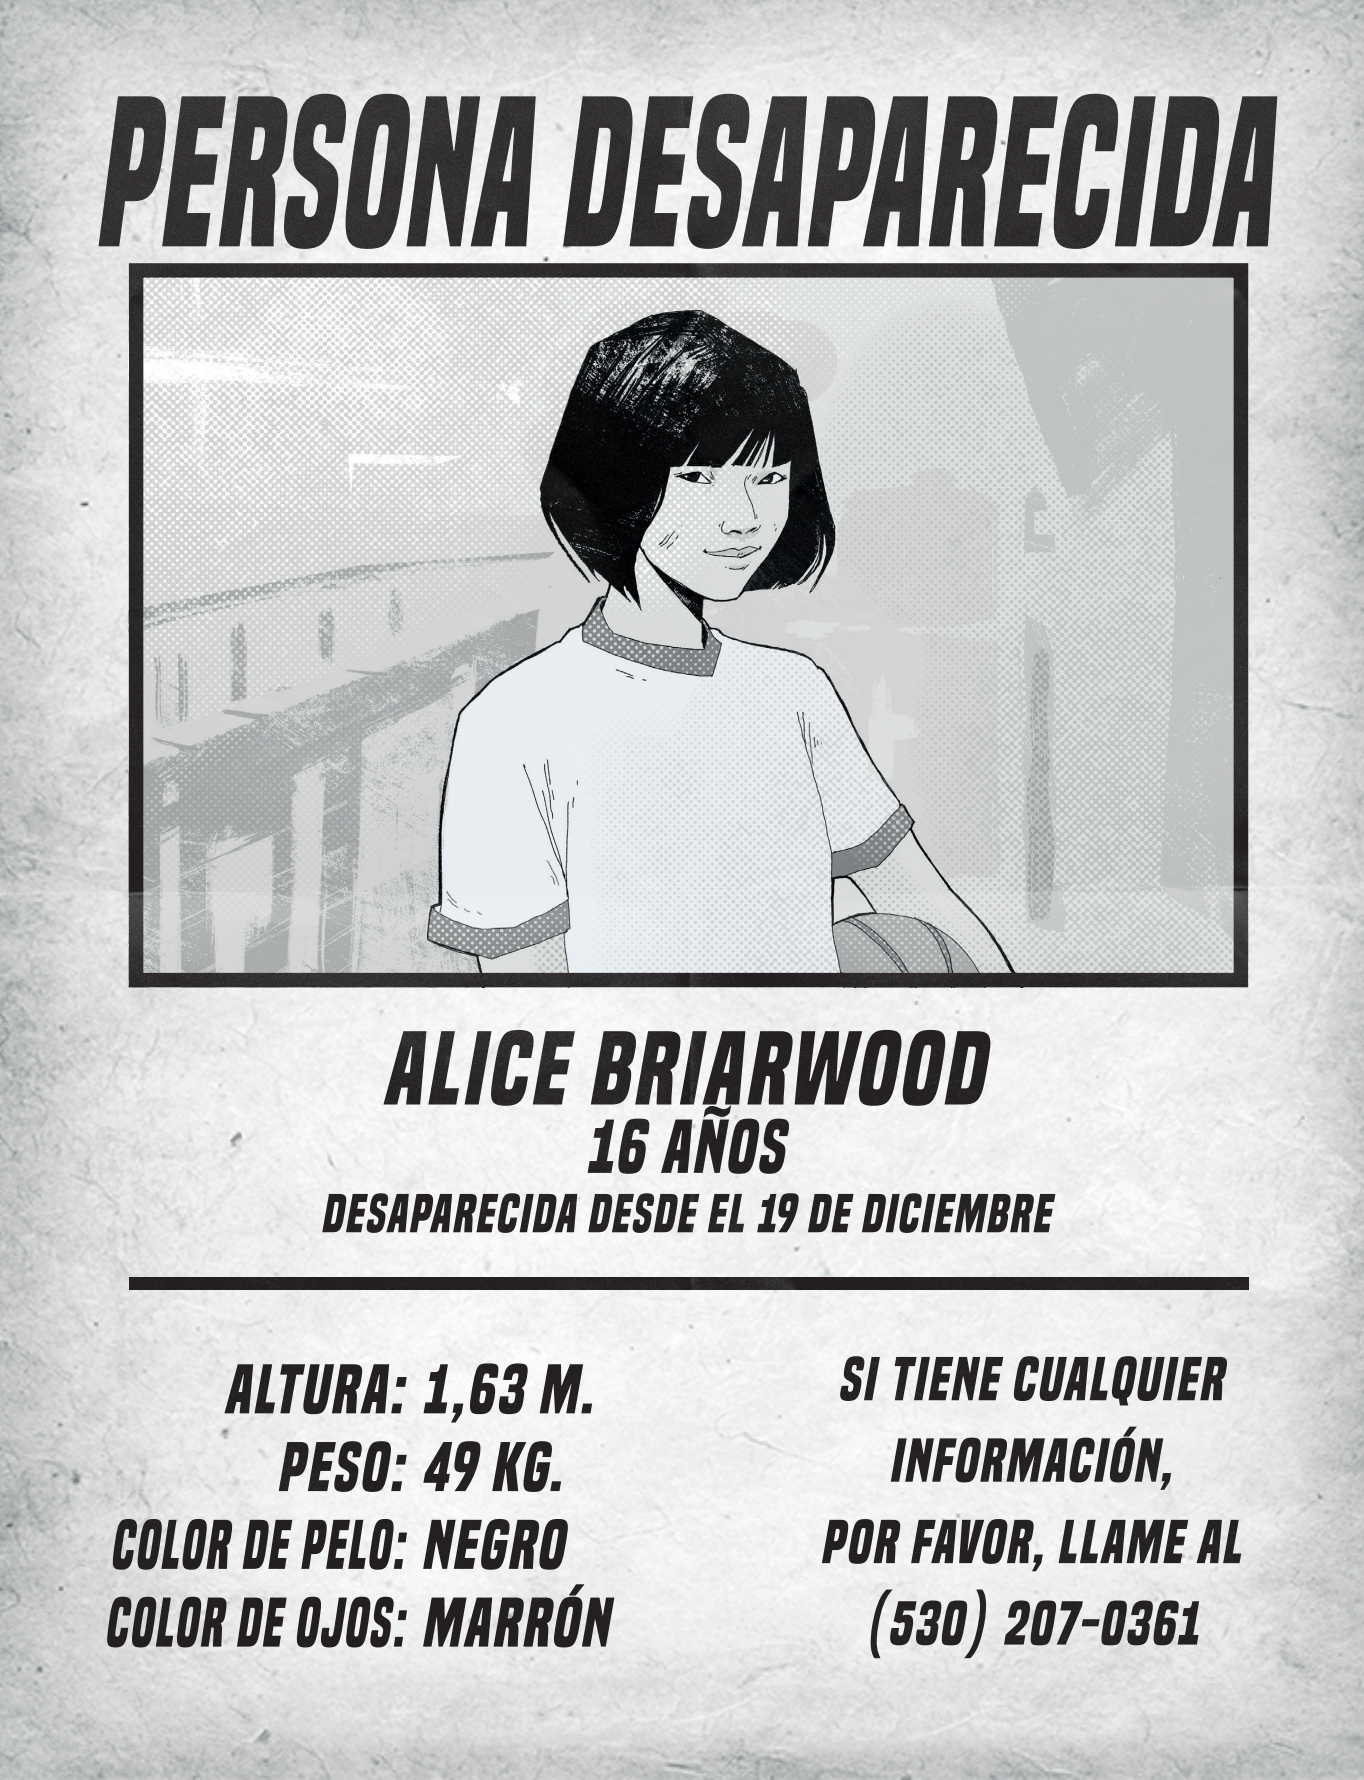 PERSONA DESAPARECIDA
ALICE BRIARWOOD
16 AÑOS
DESAPARECIDA DESDE EL 19 DE DICIEMBRE
ALTURA: 1,63 M.
PESO: 49 KG.
COLOR DE PELO: NEGRO
COLOR DE OJOS: MARRÓN
SI TIENE CUALQUIER
INFORMACIÓN,
POR FAVOR, LLAME AL
(530) 207-0361